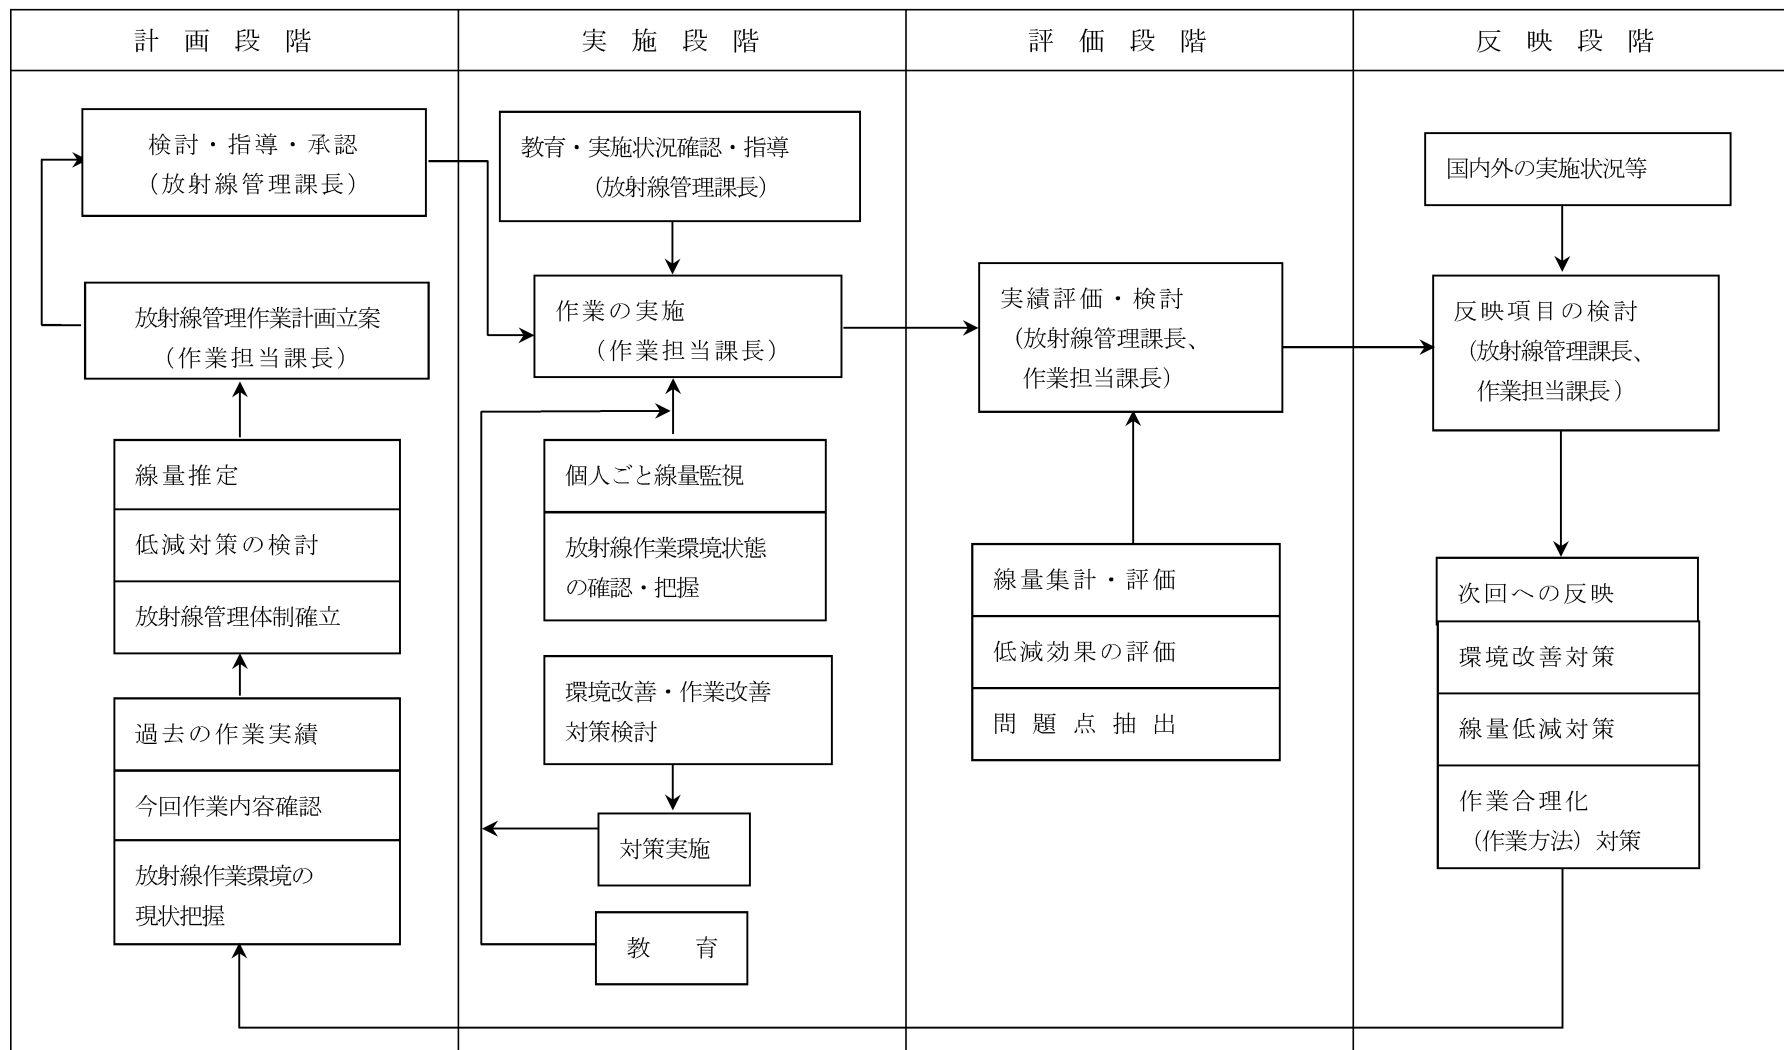 計画段階
実施段階
評価段階
反映段階
検討・指導・承認
（放射線管理課長）
放射線管理作業計画立案
（作業担当課長）
線量推定
低減対策の検討
放射線管理体制確立
過去の作業実績
今回作業内容確認
放射線作業環境の
現状把握
教育・実施状況確認・指導
（放射線管理課長）
作業の実施
（作業担当課長）
個人ごと線量監視
放射線作業環境状態
の確認・把握
環境改善・作業改善
対策検討
対策実施
教　育
実績評価・検討
（放射線管理課長、
作業担当課長）
線量集計・評価
低減効果の評価
問題点抽出
国内外の実施状況等
反映項目の検討
（放射線管理課長、
作業担当課長）
次回への反映
環境改善対策
線量低減対策
作業合理化
（作業方法）対策